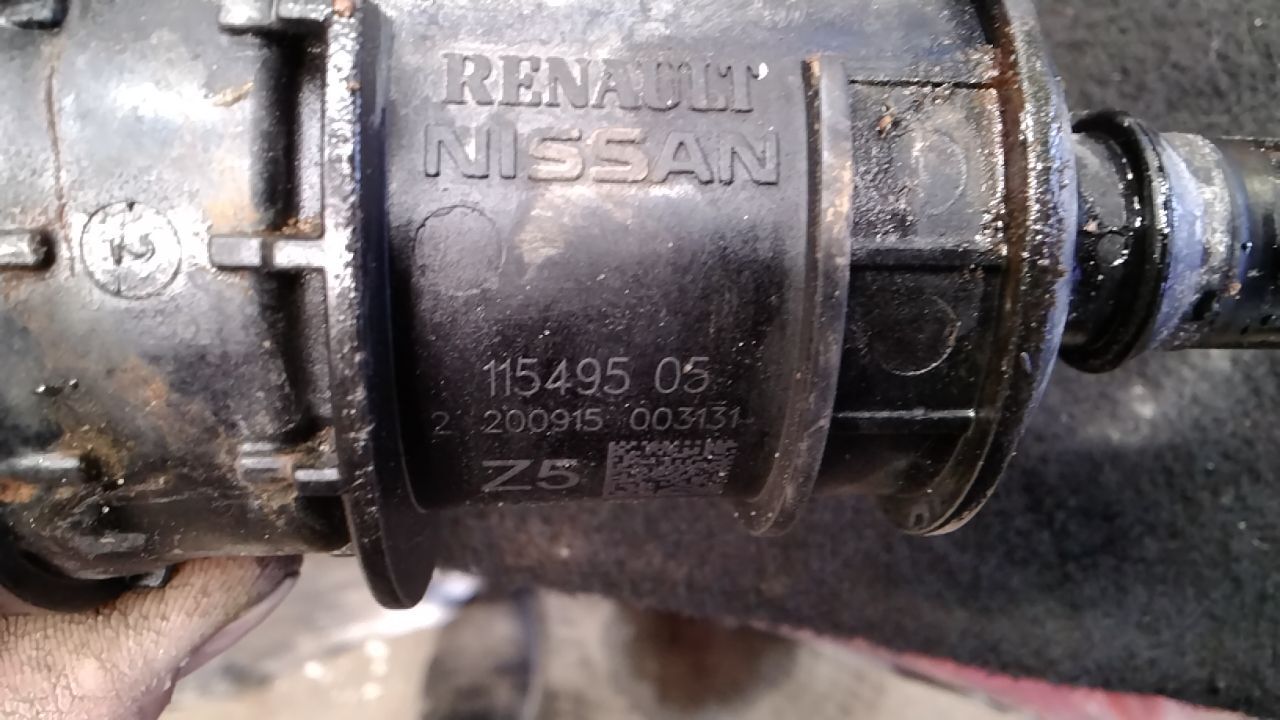 RENAULT
NISSAN
115495 05
2 200915 003131
Z5